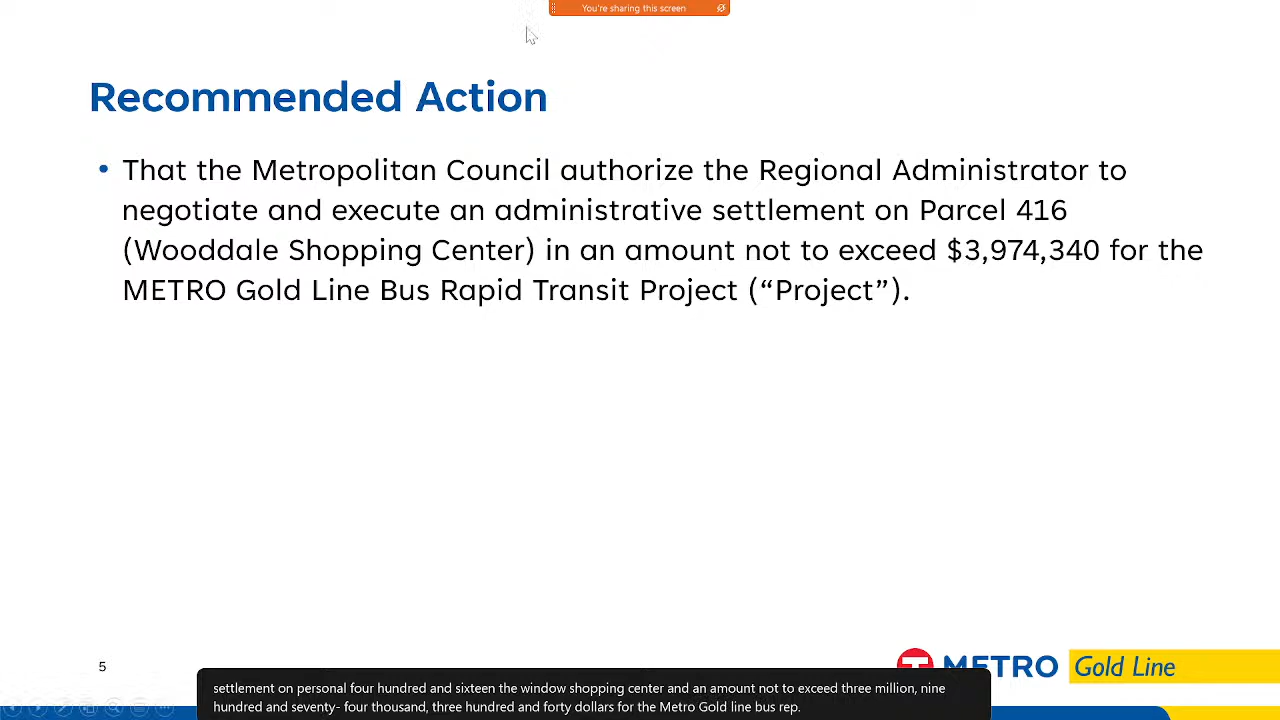 You're sharing this screen
Recommended Action
• That the Metropolitan Council authorize the Regional Administrator to
negotiate and execute an administrative settlement on Parcel 416
(Wooddale Shopping Center) in an amount not to exceed $3,974,340 for the
METRO Gold Line Bus Rapid Transit Project (“Project”).
5
METRO Gold Line
settlement on personal four hundred and sixteen the window shopping center and an amount not to exceed three million, nine
hundred and seventy- four thousand, three hundred and forty dollars for the Metro Gold line bus rep.